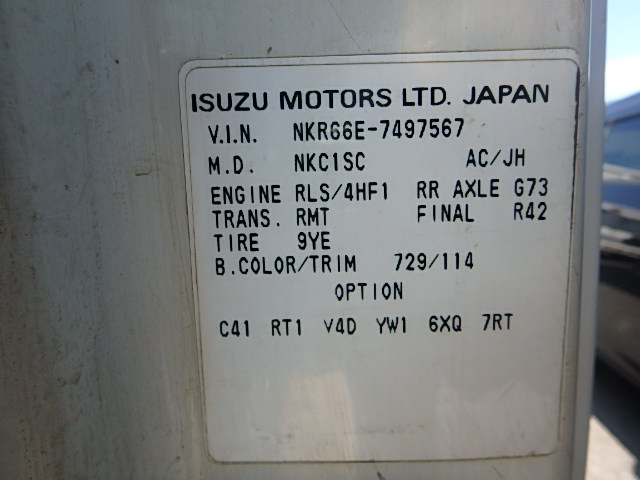 ISUZU MOTORS LTD. JAPAN
V.I.N. NKR66E-7497567
M.D. NKC1SC AC/JH
ENGINE RLS/4HF1 RR AXLE G73
TRANS. RMT FINAL R42
TIRE 9YE
B.COLOR/TRIM 729/114
OPTION
C41 RT1 V4D YW1 6XQ 7RT